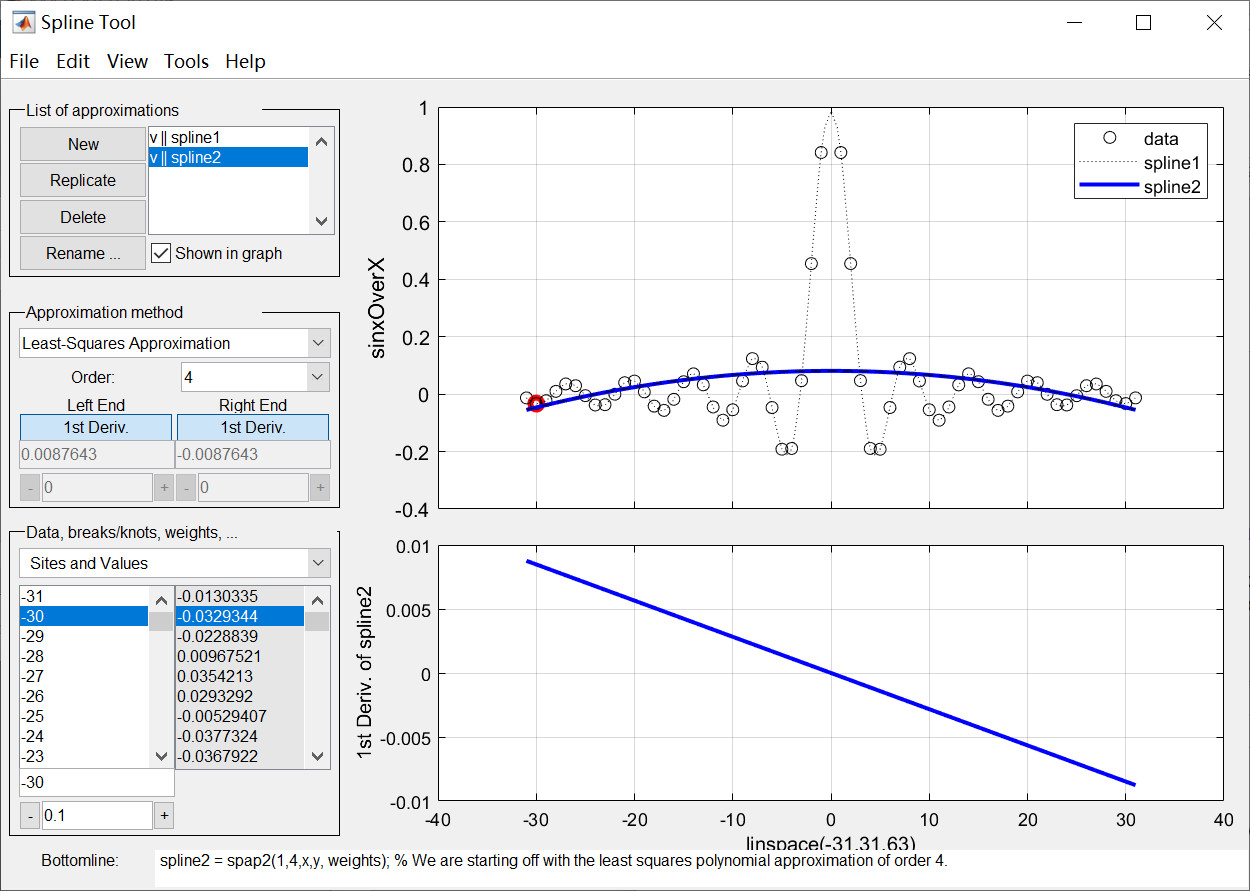 Spline Tool
File Edit View Tools Help
List of approximations
New
Replicate
Delete
Rename ...
v || spline1
v || spline2
Shown in graph
Approximation method
Least-Squares Approximation
Order: 4
Left End Right End
1st Deriv. 1st Deriv.
0.0087643 -0.0087643
- 0 + - 0 +
Data, breaks/knots, weights, ...
Sites and Values
-31 -0.0130335
-30 -0.0329344
-29 -0.0228839
-28 0.00967521
-27 0.0354213
-26 0.0293292
-25 -0.00529407
-24 -0.0377324
-23 -0.0367922
-30
- 0.1 +
sinxOverX
1
0.8
0.6
0.4
0.2
0
-0.2
-0.4
data
spline1
spline2
1st Deriv. of spline2
0.01
0.005
0
-0.005
-0.01
-40 -30 -20 -10 0 10 20 30 40
linspace(-31,31,63)
Bottomline: spline2 = spap2(1,4,x,y, weights); % We are starting off with the least squares polynomial approximation of order 4.